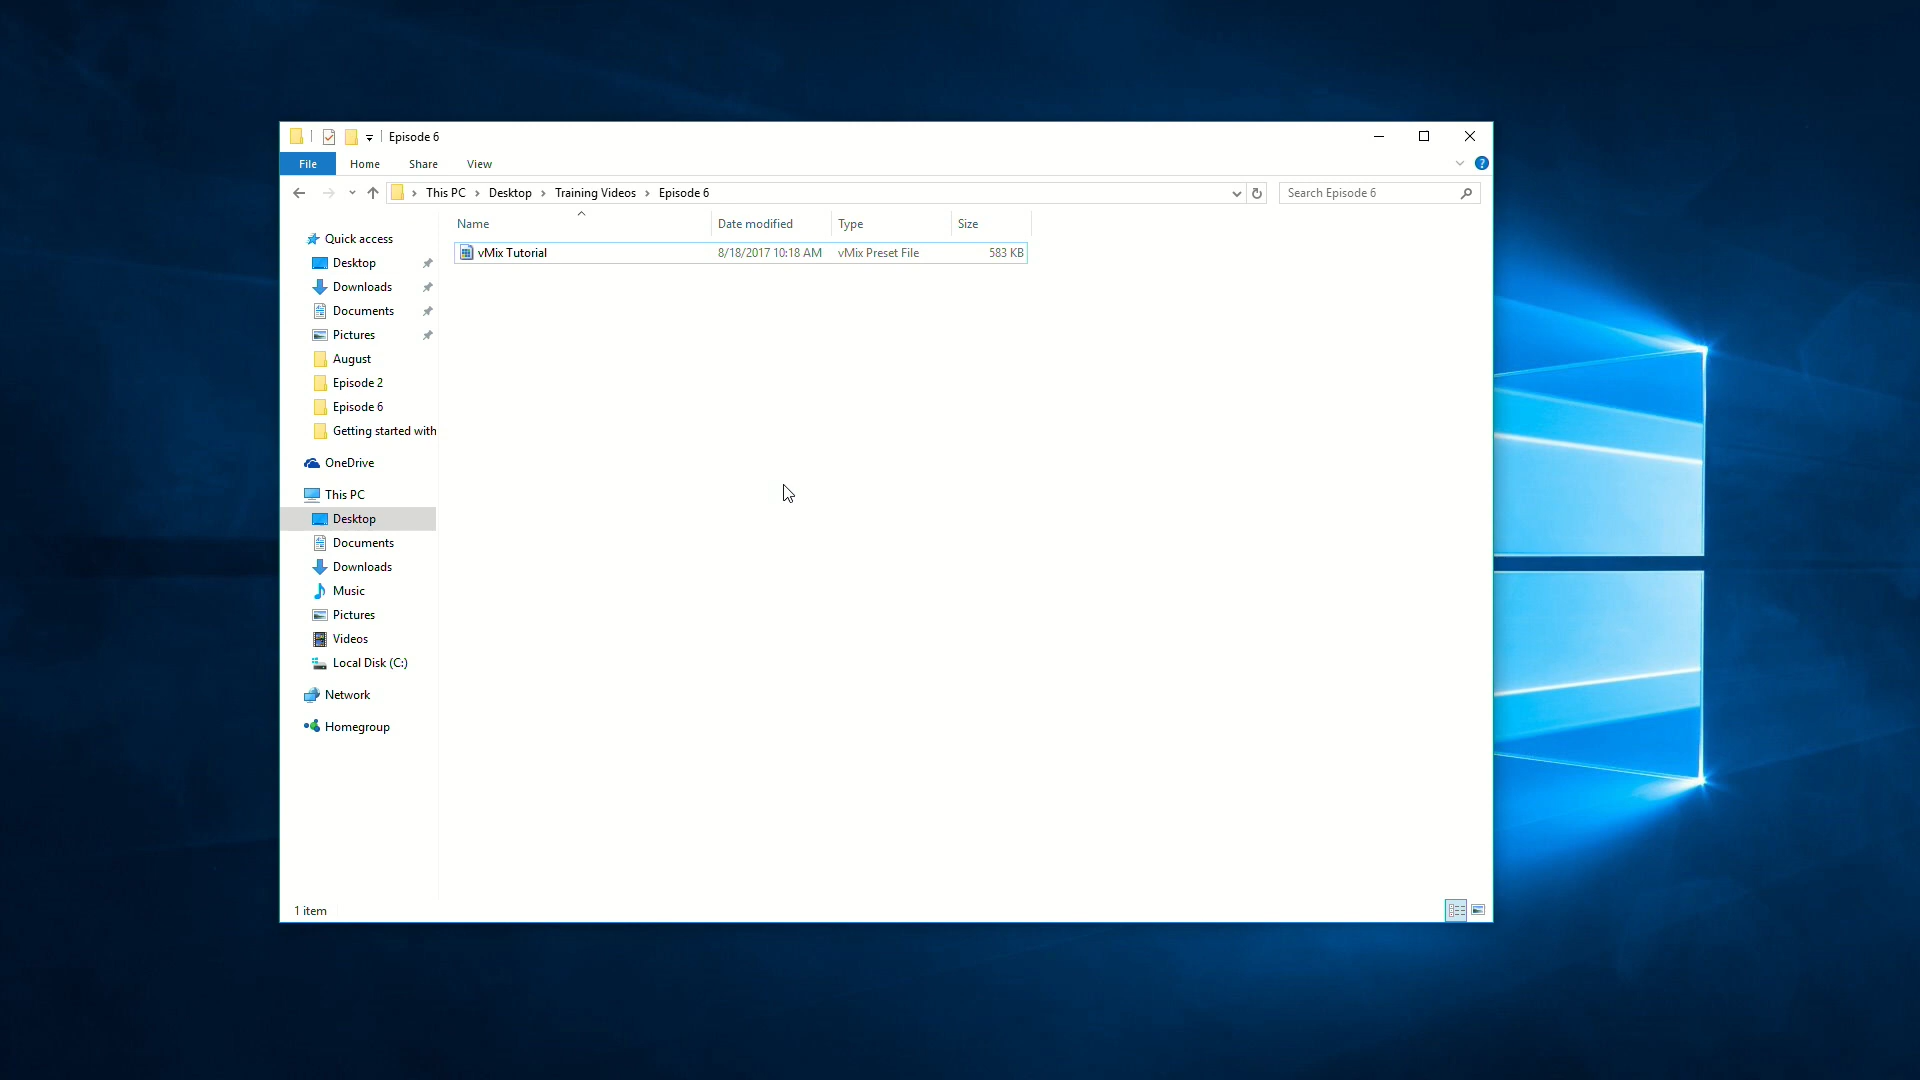 Episode 6
File Home Share View
This PC > Desktop > Training Videos > Episode 6
Search Episode 6
Name Date modified Type Size
vMix Tutorial 8/18/2017 10:18 AM vMix Preset File 583 KB
Quick access
Desktop
Downloads
Documents
Pictures
August
Episode 2
Episode 6
Getting started with
OneDrive
This PC
Desktop
Documents
Downloads
Music
Pictures
Videos
Local Disk (C:)
Network
Homegroup
1 item